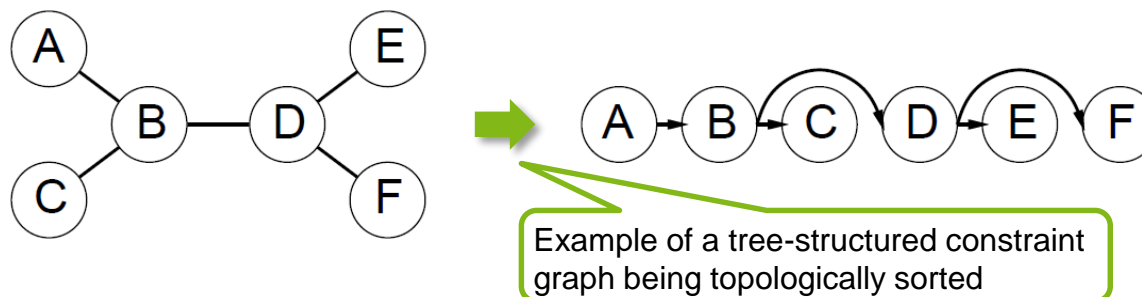 A E
B D
C F
A B C D E F
Example of a tree-structured constraint
graph being topologically sorted